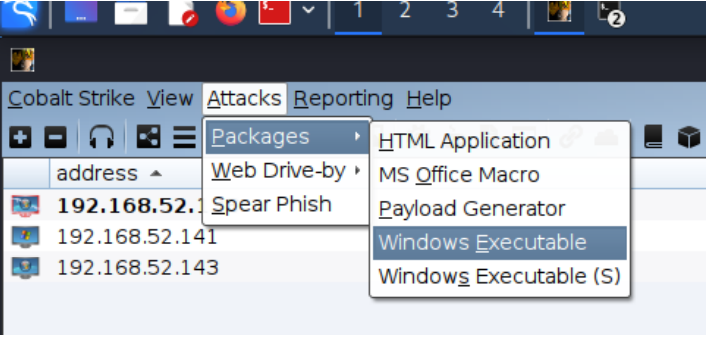 1 2 3 4 2
Cobalt Strike View Attacks Reporting Help
Packages
Web Drive-by
Spear Phish
HTML Application
MS Office Macro
Payload Generator
Windows Executable
Windows Executable (S)
address
192.168.52.1
192.168.52.141
192.168.52.143